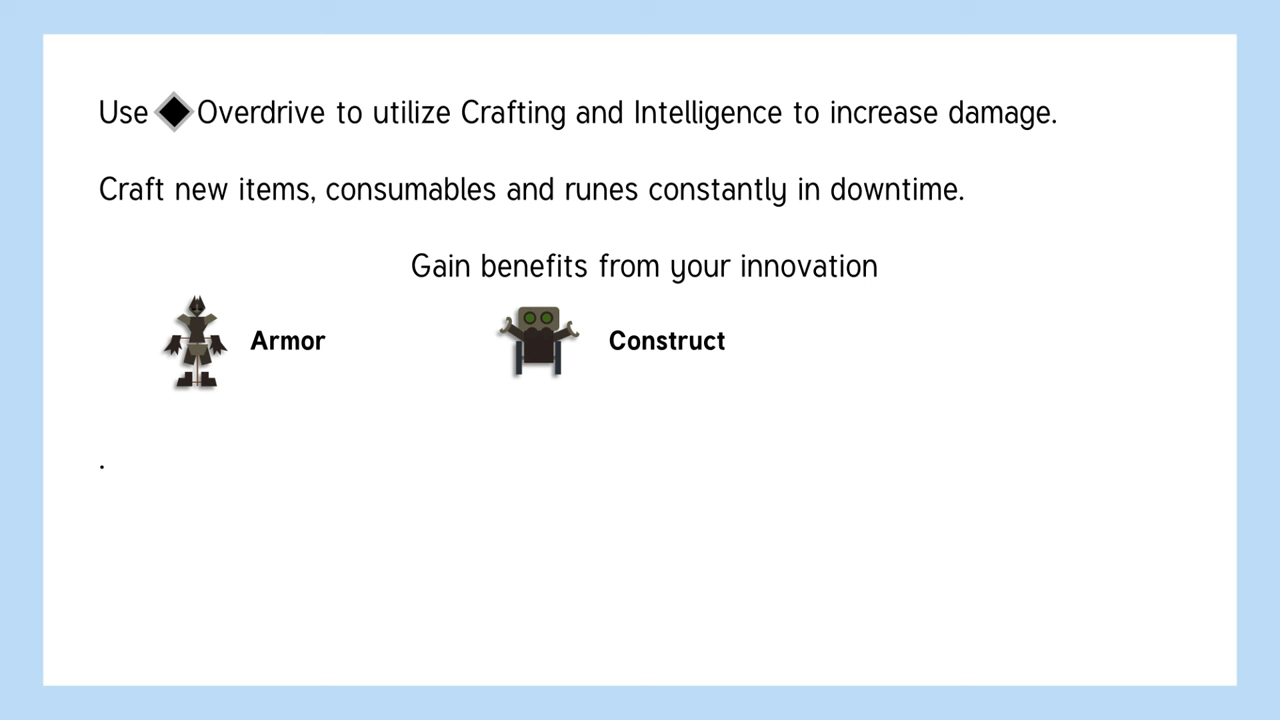 Use ◆ Overdrive to utilize Crafting and Intelligence to increase damage.
Craft new items, consumables and runes constantly in downtime.
Gain benefits from your innovation
Armor Construct
.